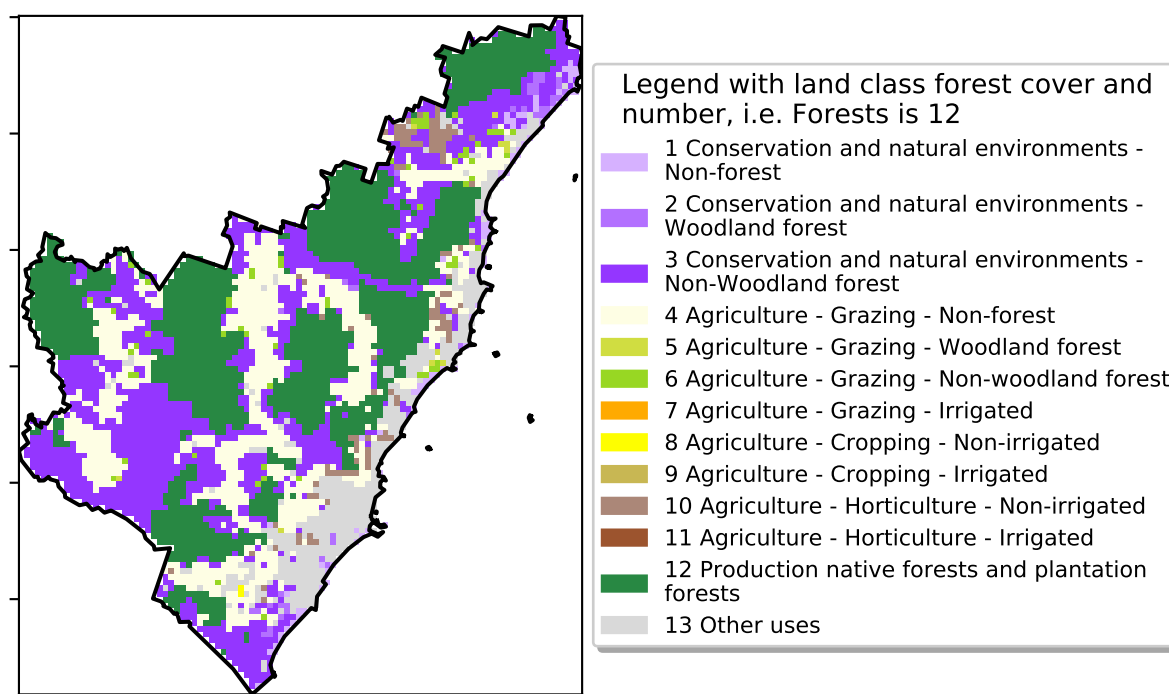 Legend with land class forest cover and
number, i.e. Forests is 12
1 Conservation and natural environments -
Non-forest
2 Conservation and natural environments -
Woodland forest
3 Conservation and natural environments -
Non-Woodland forest
4 Agriculture - Grazing - Non-forest
5 Agriculture - Grazing - Woodland forest
6 Agriculture - Grazing - Non-woodland forest
7 Agriculture - Grazing - Irrigated
8 Agriculture - Cropping - Non-irrigated
9 Agriculture - Cropping - Irrigated
10 Agriculture - Horticulture - Non-irrigated
11 Agriculture - Horticulture - Irrigated
12 Production native forests and plantation
forests
13 Other uses